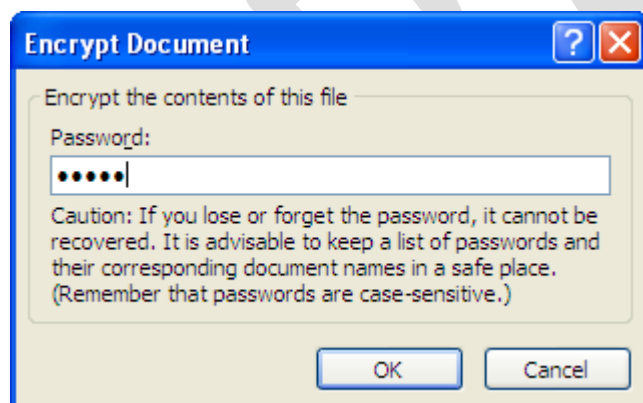 Encrypt Document
Encrypt the contents of this file
Password:
•••••
Caution: If you lose or forget the password, it cannot be
recovered. It is advisable to keep a list of passwords and
their corresponding document names in a safe place.
(Remember that passwords are case-sensitive.)
OK Cancel